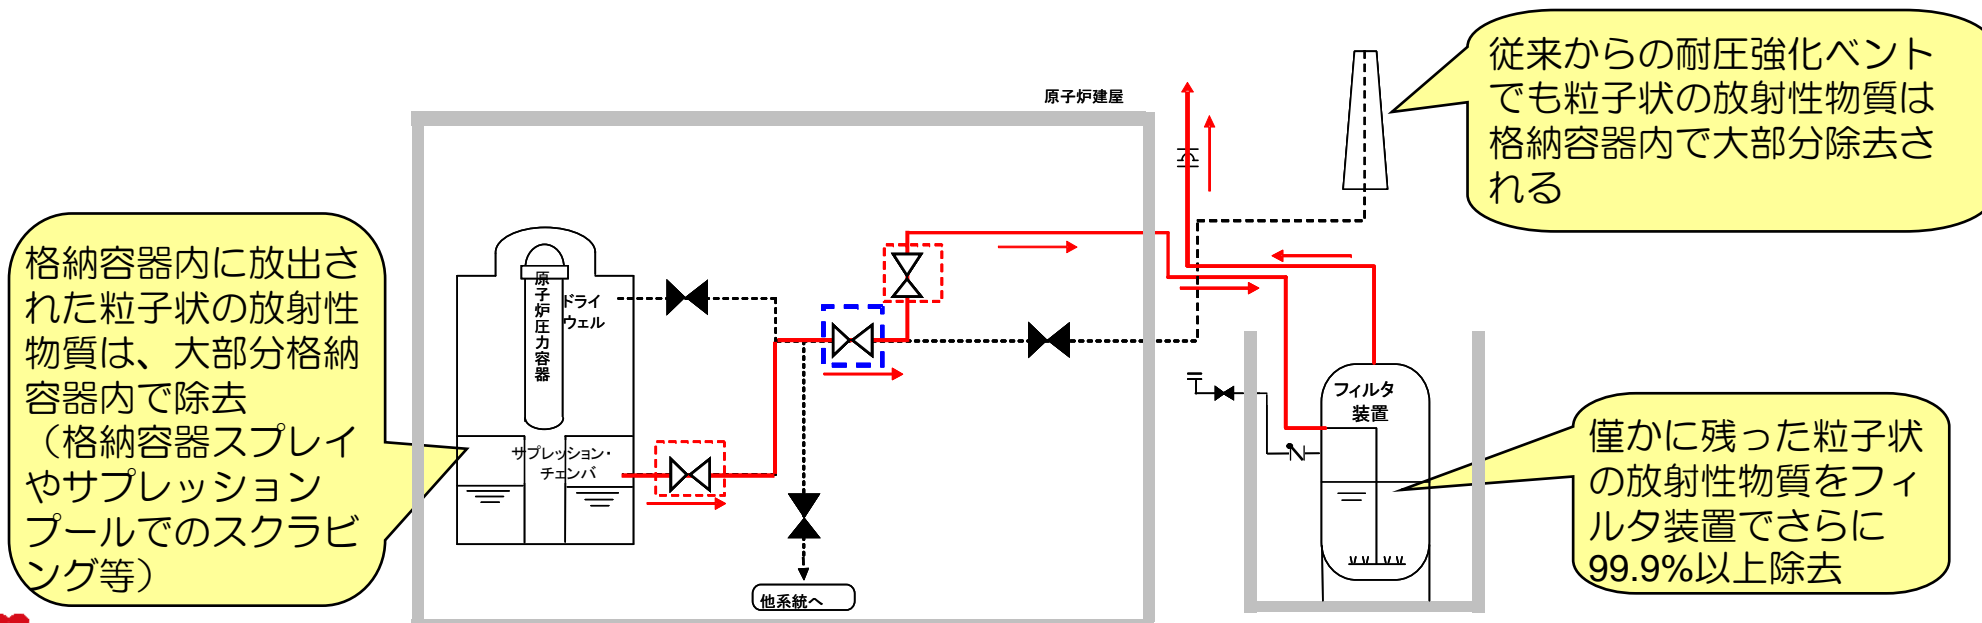 原子炉建屋
従来からの耐圧強化ベント
でも粒子状の放射性物質は
格納容器内で大部分除去さ
れる
格納容器内に放出さ
れた粒子状の放射性
物質は、大部分格納
容器内で除去
（格納容器スプレイ
やサプレッション
プールでのスクラビ
ング等）
原子炉圧力容器
ドライ
ウェル
サプレッション・
チェンバ
他系統へ
フィルタ
装置
僅かに残った粒子状
の放射性物質をフィ
ルタ装置でさらに
99.9%以上除去